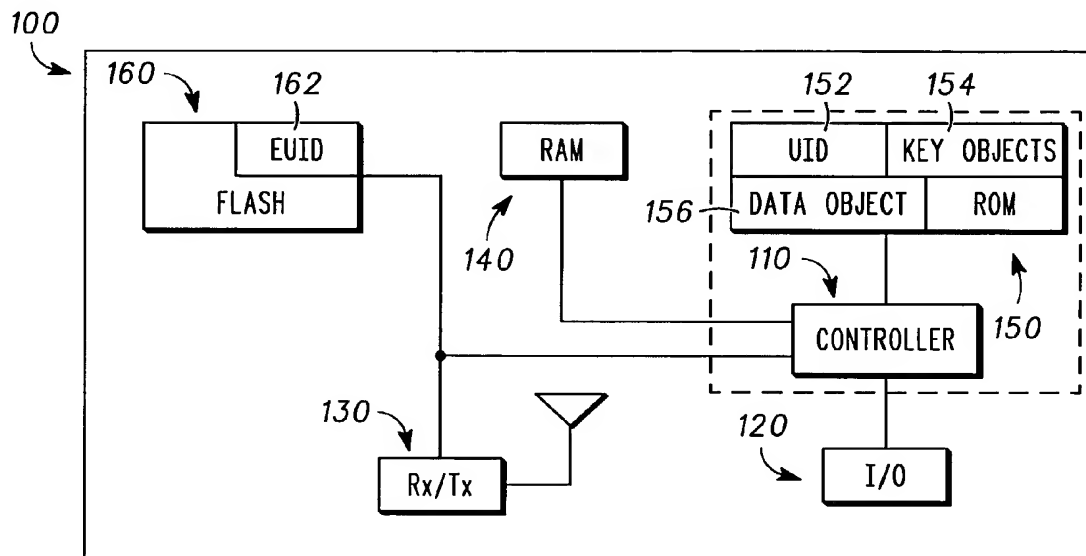 100
160
162
152
154
EUID
FLASH
RAM
UID
KEY OBJECTS
156
DATA OBJECT
ROM
140
110
150
CONTROLLER
130
120
Rx/Tx
I/O